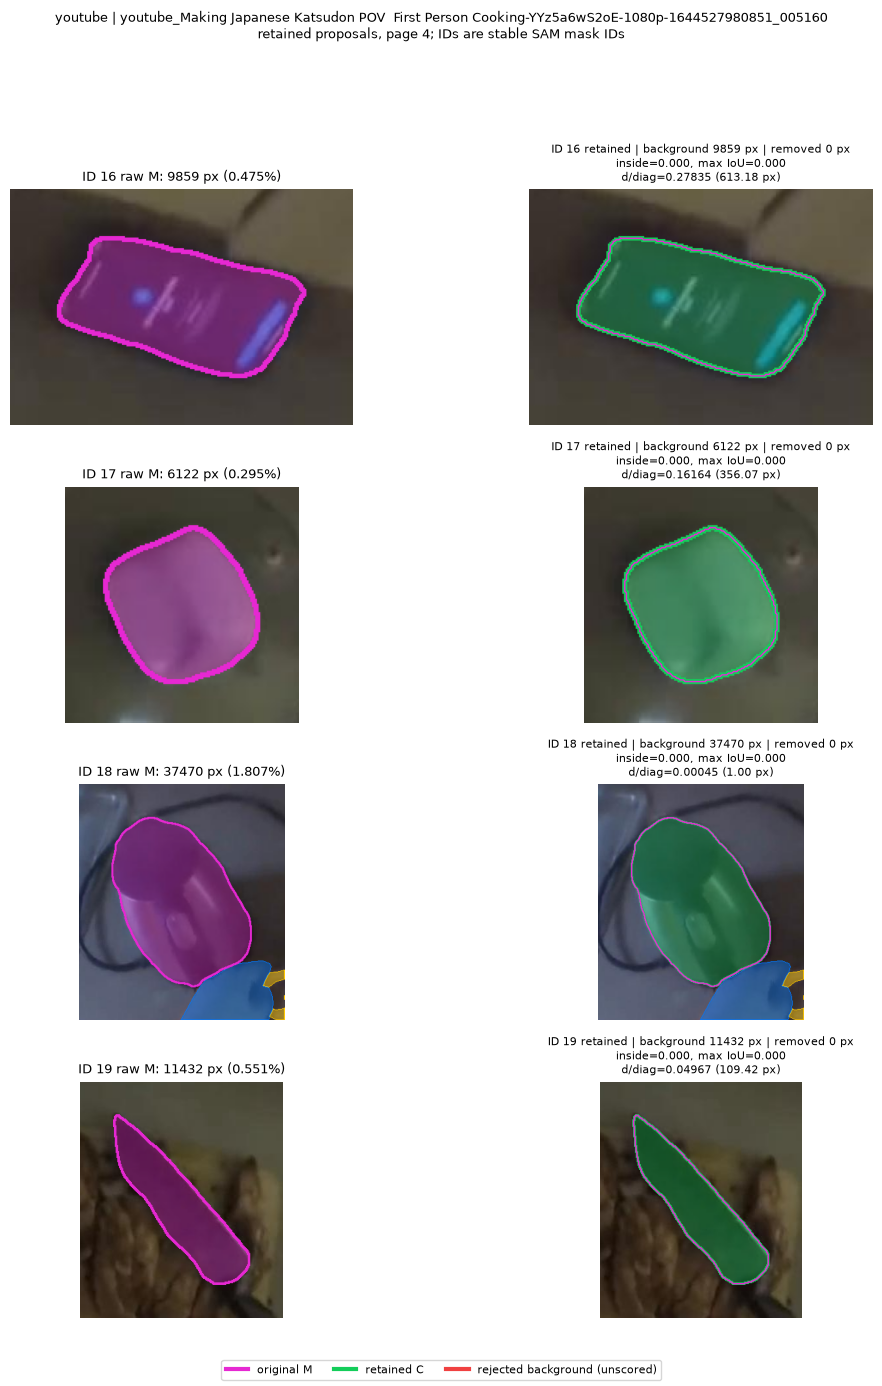 youtube | youtube_Making Japanese Katsudon POV  First Person Cooking-YYz5a6wS2oE-1080p-1644527980851_005160
retained proposals, page 4; IDs are stable SAM mask IDs
ID 16 raw M: 9859 px (0.475%)
ID 16 retained | background 9859 px | removed 0 px
inside=0.000, max IoU=0.000
d/diag=0.27835 (613.18 px)
ID 17 raw M: 6122 px (0.295%)
ID 17 retained | background 6122 px | removed 0 px
inside=0.000, max IoU=0.000
d/diag=0.16164 (356.07 px)
ID 18 raw M: 37470 px (1.807%)
ID 18 retained | background 37470 px | removed 0 px
inside=0.000, max IoU=0.000
d/diag=0.00045 (1.00 px)
ID 19 raw M: 11432 px (0.551%)
ID 19 retained | background 11432 px | removed 0 px
inside=0.000, max IoU=0.000
d/diag=0.04967 (109.42 px)
original M
retained C
rejected background (unscored)